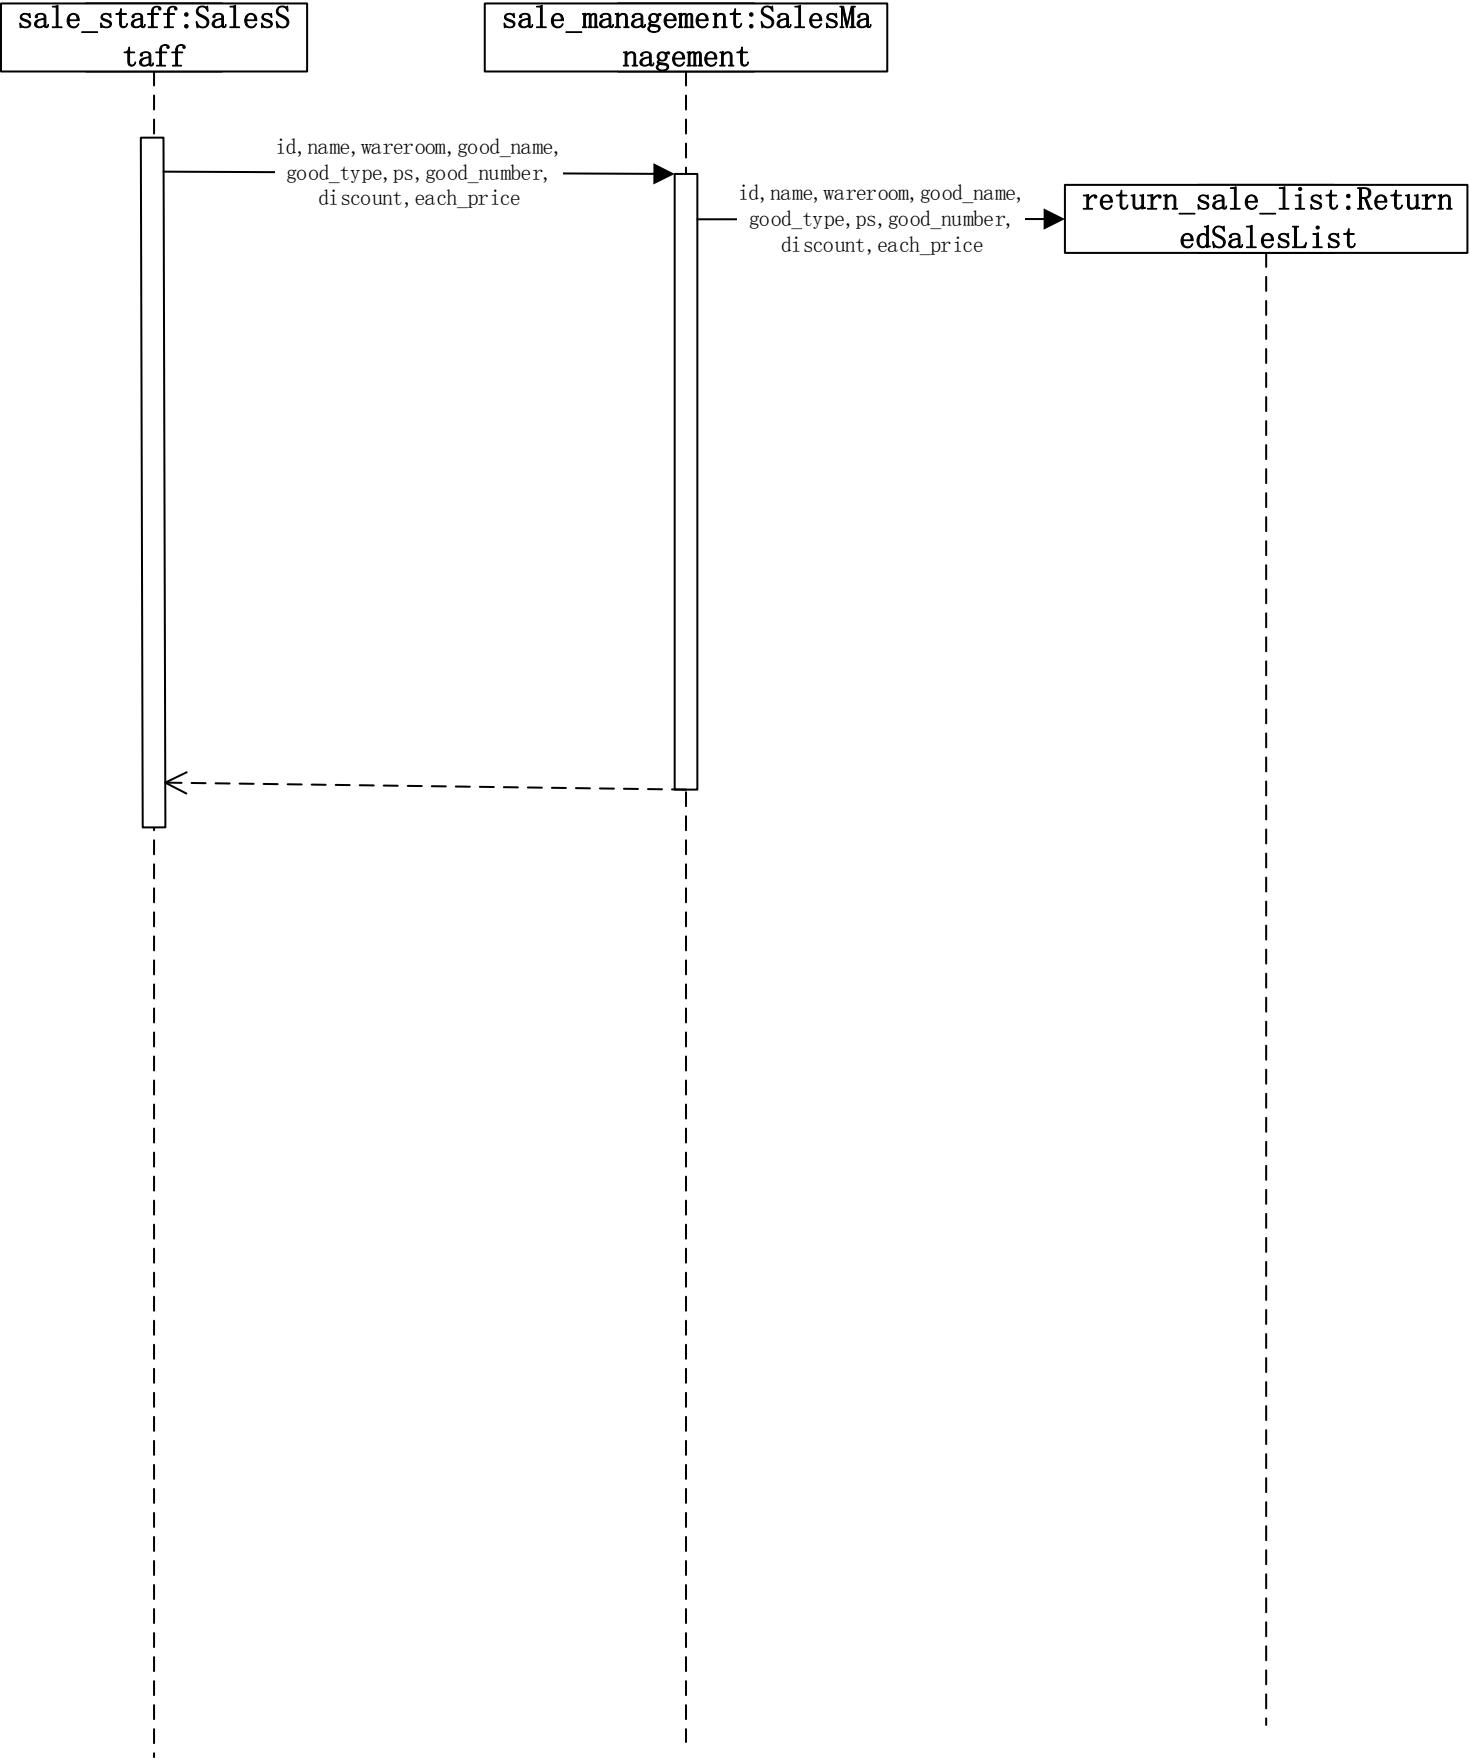 sale_staff:SalesS
taff
sale_management:SalesMa
nagement
id,name,wareroom,good_name,
good_type,ps,good_number,
discount,each_price
id,name,wareroom,good_name,
good_type,ps,good_number,
discount,each_price
return_sale_list:Return
edSalesList